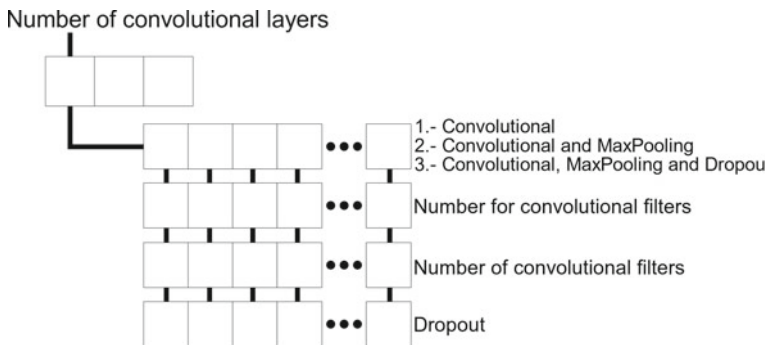 Number of convolutional layers
1.- Convolutional
2.- Convolutional and MaxPooling
3.- Convolutional, MaxPooling and Dropou
Number for convolutional filters
Number of convolutional filters
Dropout